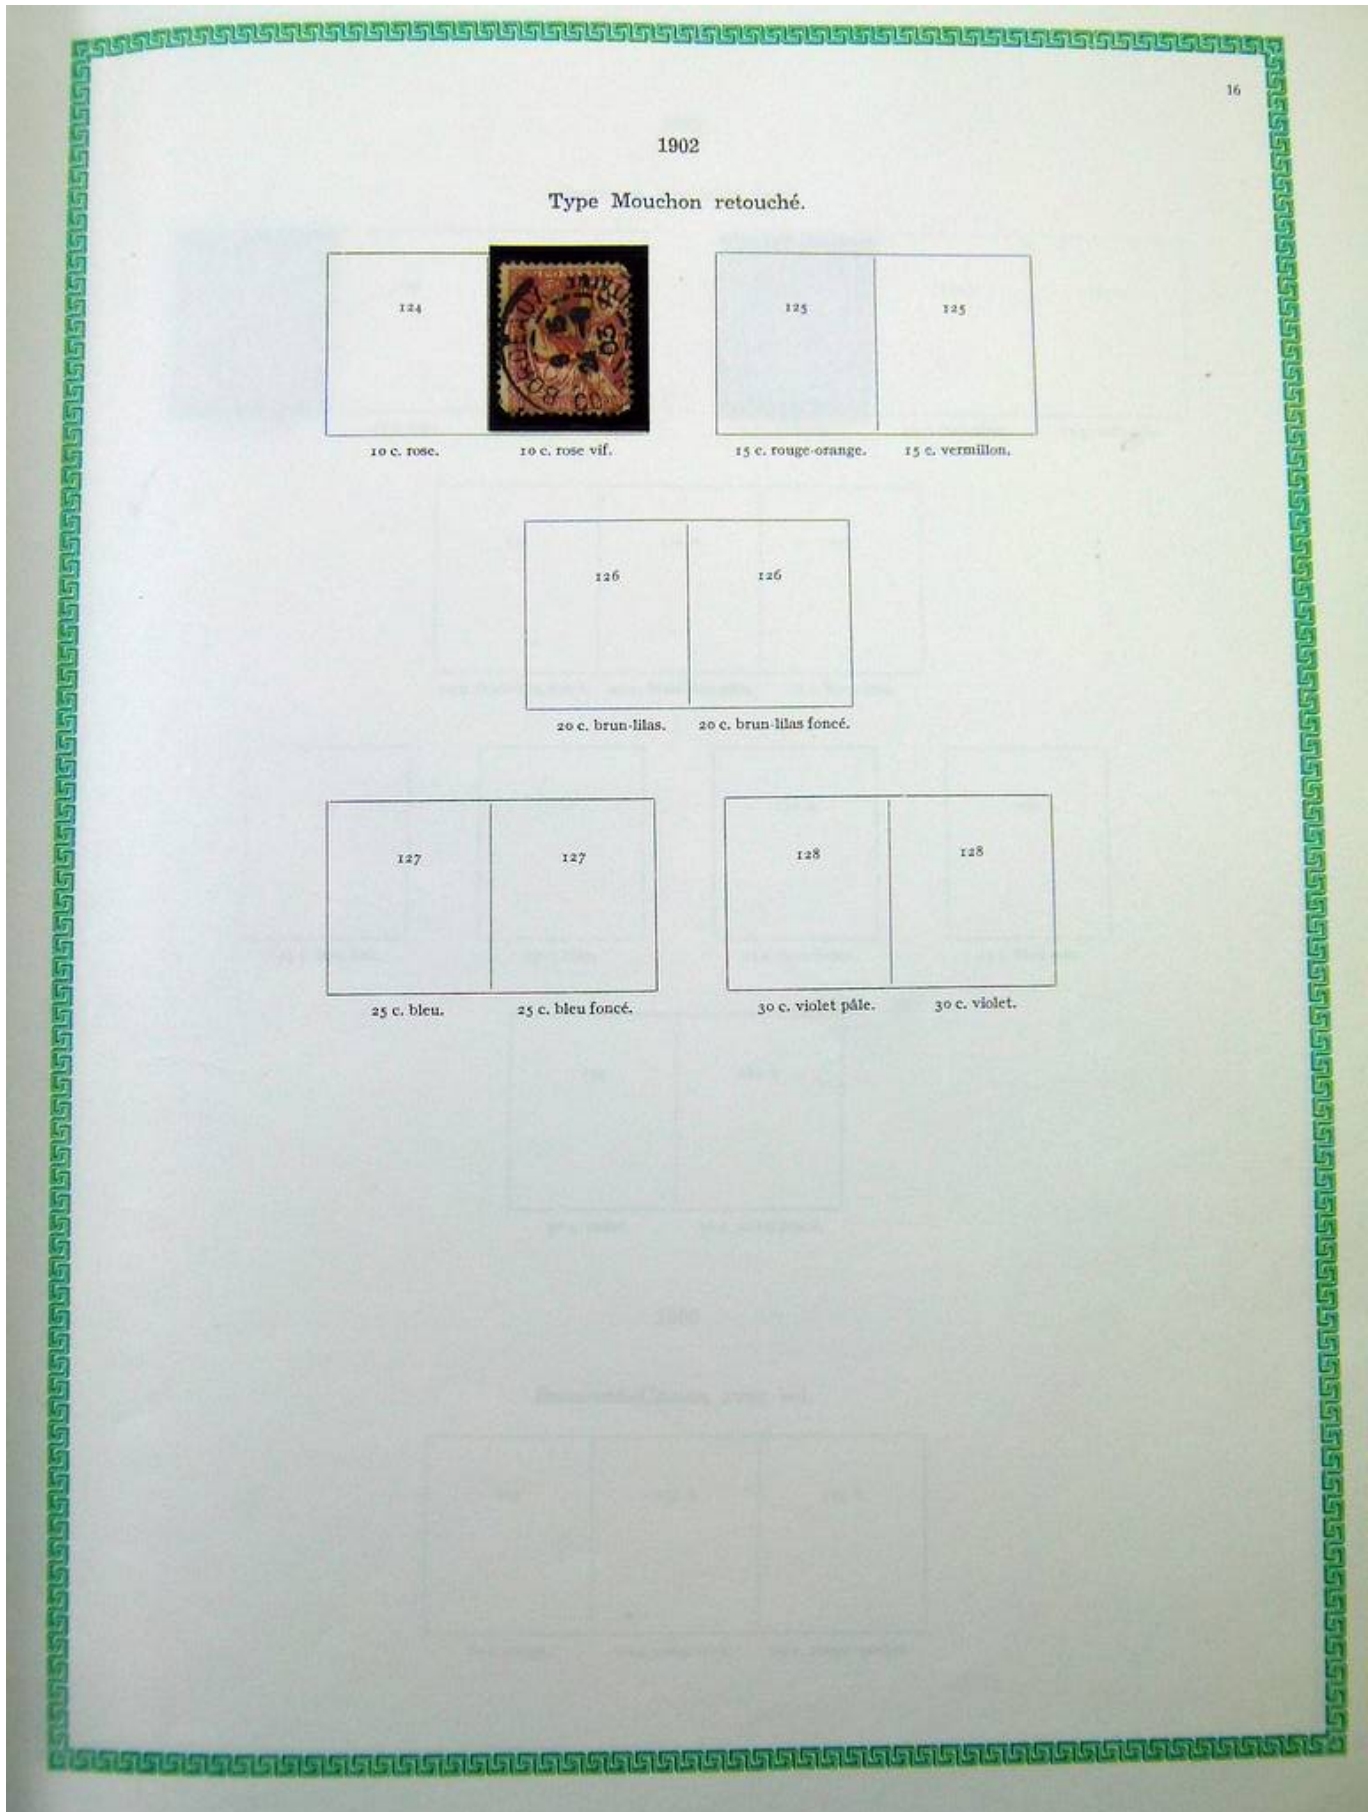 16
1902
Type Mouchon retouché.
124
BORDEAUX
03
125
125
10 c. rose.
10 c. rose vif.
15 c. rouge-orange.
15 c. vermillon.
126
126
20 c. brun-lilas.
20 c. brun-lilas foncé.
127
127
128
128
25 c. bleu.
25 c. bleu foncé.
30 c. violet pâle.
30 c. violet.